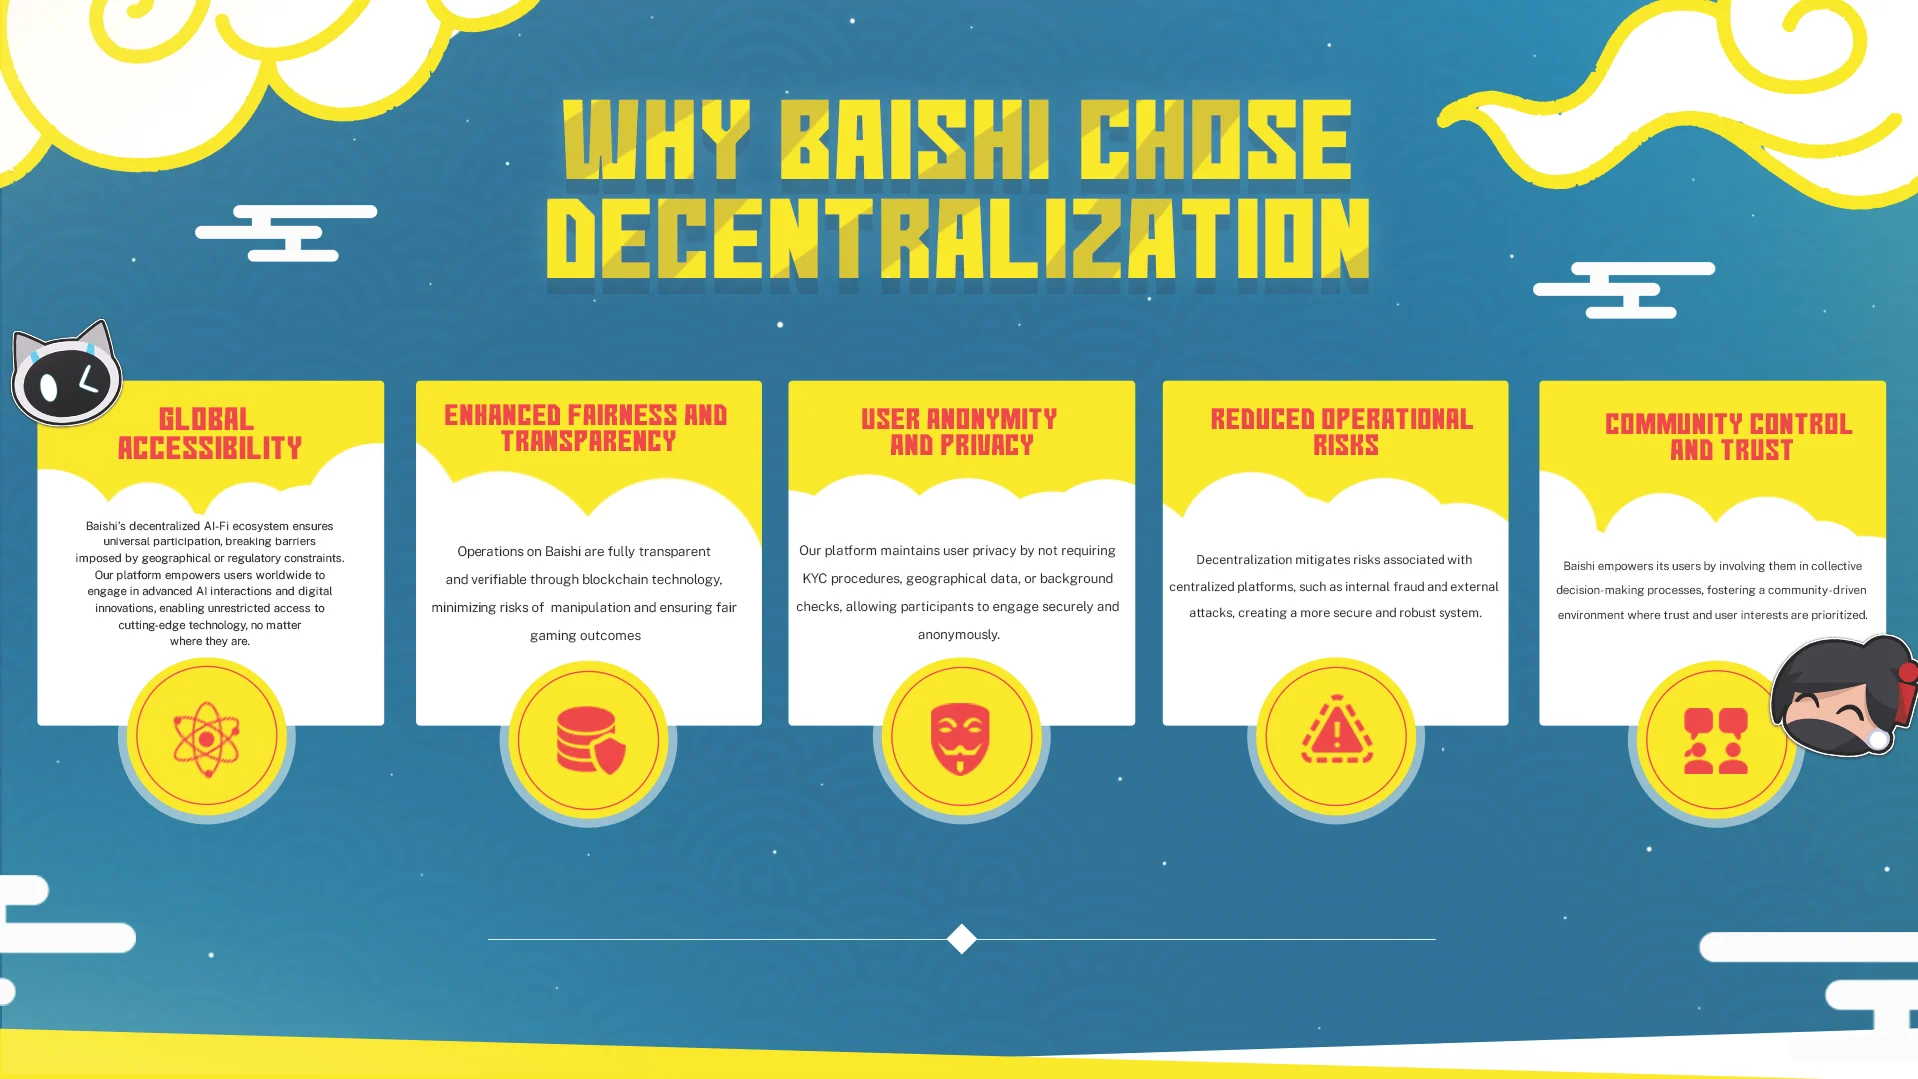 WHY BAISHI CHOSE
DECENTRALIZATION
GLOBAL
ACCESSIBILITY
Baishi's decentralized AI-Fi ecosystem ensures
universal participation, breaking barriers
imposed by geographical or regulatory constraints.
Our platform empowers users worldwide to
engage in advanced AI interactions and digital
innovations, enabling unrestricted access to
cutting-edge technology, no matter
where they are.
ENHANCED FAIRNESS AND
TRANSPARENCY
Operations on Baishi are fully transparent
and verifiable through blockchain technology,
minimizing risks of  manipulation and ensuring fair
gaming outcomes
USER ANONYMITY
AND PRIVACY
Our platform maintains user privacy by not requiring
KYC procedures, geographical data, or background
checks, allowing participants to engage securely and
anonymously.
REDUCED OPERATIONAL
RISKS
Decentralization mitigates risks associated with
centralized platforms, such as internal fraud and external
attacks, creating a more secure and robust system.
COMMUNITY CONTROL
AND TRUST
Baishi empowers its users by involving them in collective
decision-making processes, fostering a community-driven
environment where trust and user interests are prioritized.